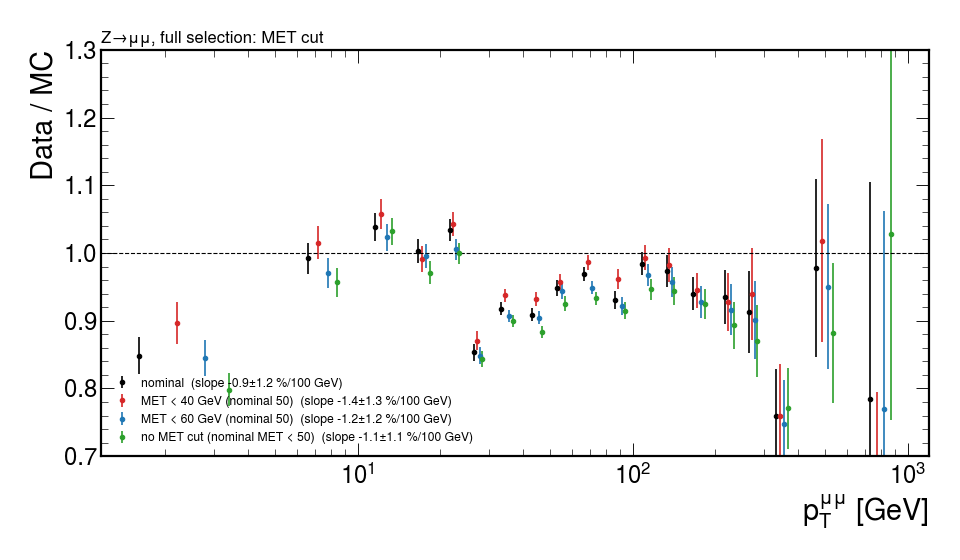 Z→μμ, full selection: MET cut
Data / MC
1.3
1.2
1.1
1.0
0.9
0.8
0.7
nominal (slope -0.9±1.2 %/100 GeV)
MET < 40 GeV (nominal 50) (slope -1.4±1.3 %/100 GeV)
MET < 60 GeV (nominal 50) (slope -1.2±1.2 %/100 GeV)
no MET cut (nominal MET < 50) (slope -1.1±1.1 %/100 GeV)
10¹ 10² 10³
p_T^μμ [GeV]